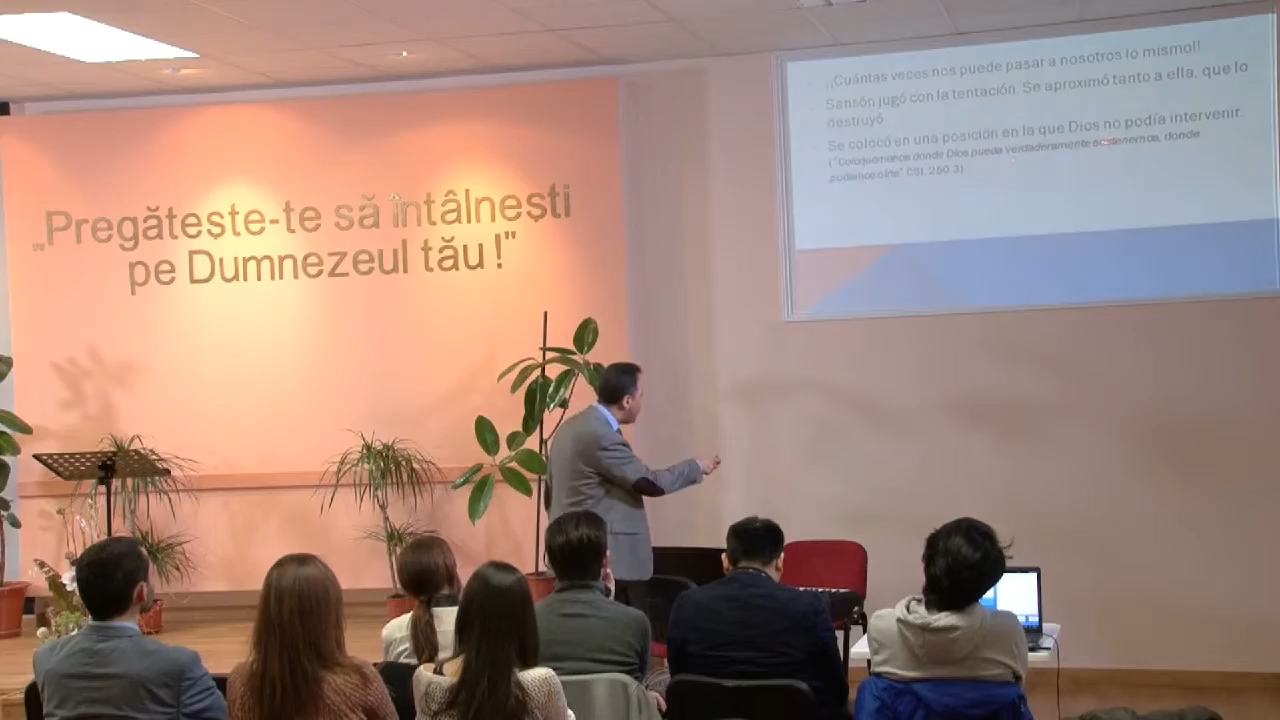 „Pregătește-te să întâlnești
pe Dumnezeul tău !"
¡¡Cuántas veces nos puede pasar a nosotros lo mismo!!
Sansón jugó con la tentación. Se aproximó tanto a ella, que lo
destruyó.
Se colocó en una posición en la que Dios no podía intervenir.
("Coloquémonos donde Dios pueda verdaderamente sostenernos, donde
podamos oírle" CSI, 250.3)